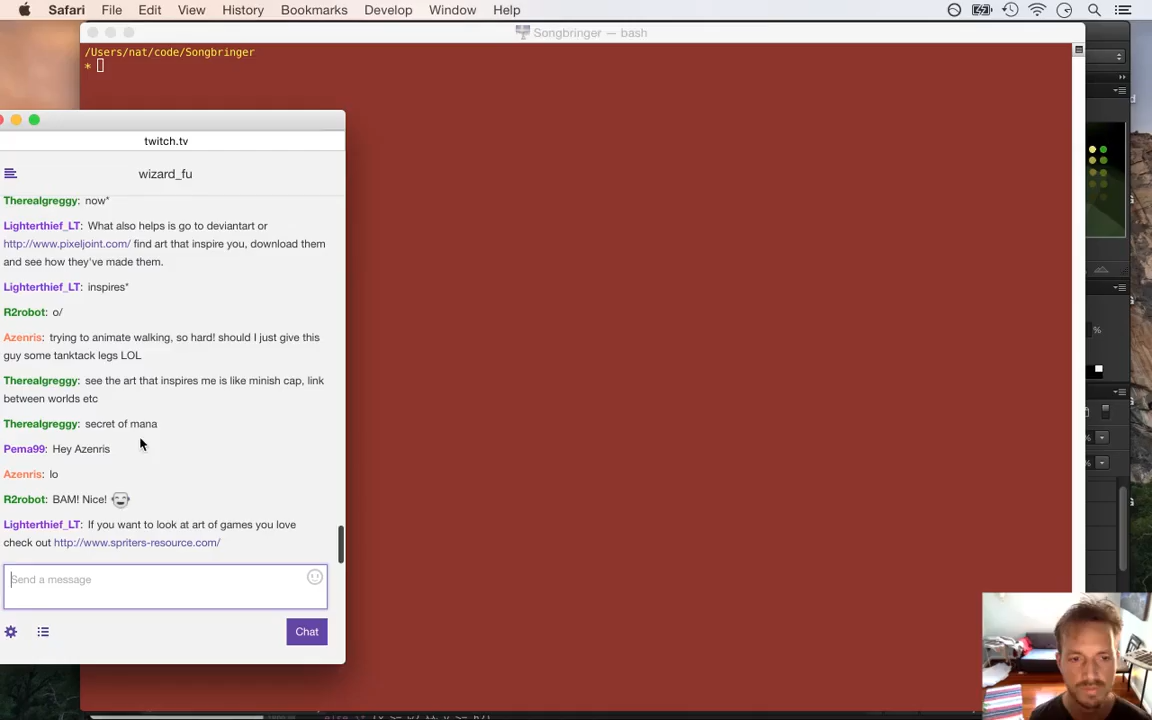 Safari File Edit View History Bookmarks Develop Window Help
Songbringer — bash
/Users/nat/code/Songbringer
*
twitch.tv
wizard_fu
Therealgreggy: now*
Lighterthief_LT: What also helps is go to deviantart or
http://www.pixeljoint.com/ find art that inspire you, download them
and see how they've made them.
Lighterthief_LT: inspires*
R2robot: o/
Azenris: trying to animate walking, so hard! should I just give this
guy some tanktack legs LOL
Therealgreggy: see the art that inspires me is like minish cap, link
between worlds etc
Therealgreggy: secret of mana
Pema99: Hey Azenris
Azenris: lo
R2robot: BAM! Nice!
Lighterthief_LT: If you want to look at art of games you love
check out http://www.spriters-resource.com/
Send a message
Chat
%
%